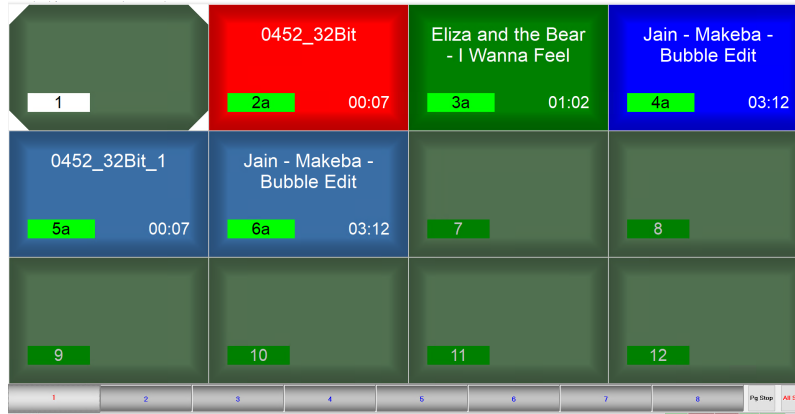 0452_32Bit
Eliza and the Bear
- I Wanna Feel
Jain - Makeba -
Bubble Edit
1
2a 00:07
3a 01:02
4a 03:12
0452_32Bit_1
Jain - Makeba -
Bubble Edit
5a 00:07
6a 03:12
7
8
9
10
11
12
1 2 3 4 5 6 7 8 Pg Stop All S